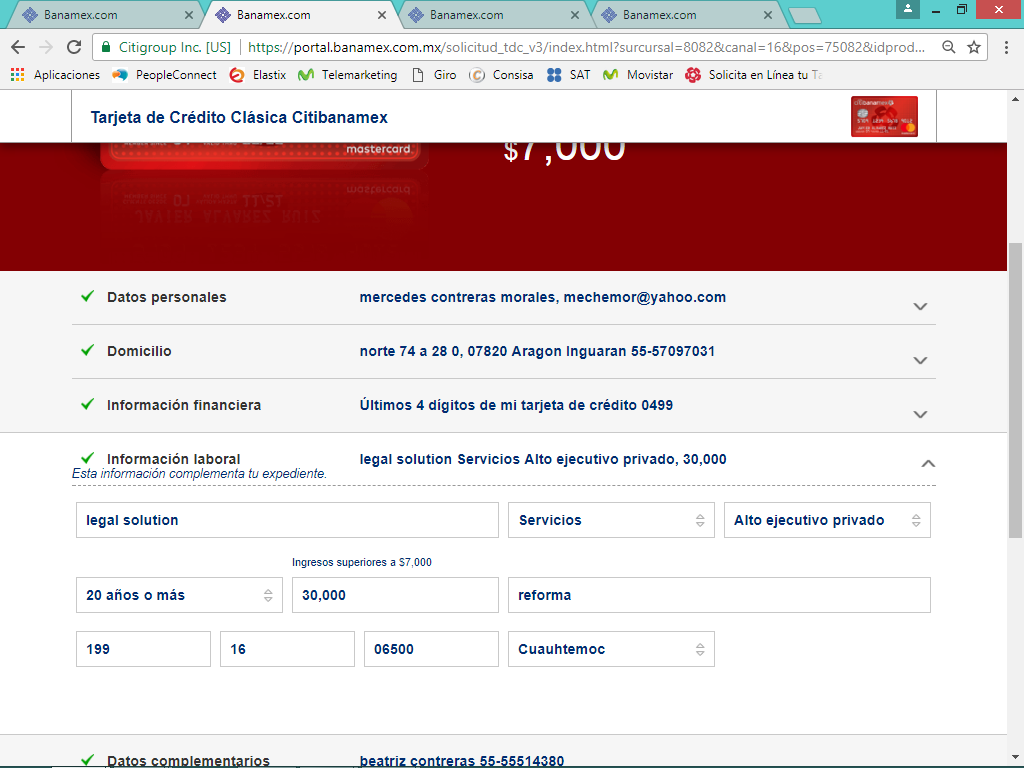 Banamex.com Banamex.com Banamex.com Banamex.com
Citigroup Inc. [US] https://portal.banamex.com.mx/solicitud_tdc_v3/index.html?surcursal=8082&canal=16&pos=75082&idprod...
Aplicaciones PeopleConnect Elastix Telemarketing Giro Consisa SAT Movistar Solicita en Línea tu Ta
Tarjeta de Crédito Clásica Citibanamex
mastercard
$7,000
JAVIER ALVAREZ RUIZ
Datos personales mercedes contreras morales, mechemor@yahoo.com
Domicilio norte 74 a 28 0, 07820 Aragon Inguaran 55-57097031
Información financiera Últimos 4 dígitos de mi tarjeta de crédito 0499
Información laboral legal solution Servicios Alto ejecutivo privado, 30,000
Esta información complementa tu expediente.
legal solution Servicios Alto ejecutivo privado
Ingresos superiores a $7,000
20 años o más 30,000 reforma
199 16 06500 Cuauhtemoc
Datos complementarios beatriz contreras 55-55514380